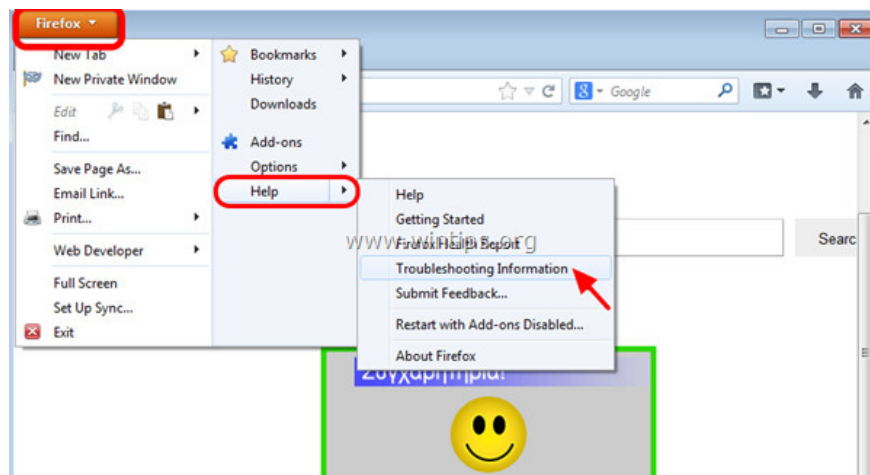 Firefox
New Tab
New Private Window
Edit
Find...
Save Page As...
Email Link...
Print...
Web Developer
Full Screen
Set Up Sync...
Exit
Bookmarks
History
Downloads
Add-ons
Options
Help
Help
Getting Started
Firefox Health Report
Troubleshooting Information
Submit Feedback...
Restart with Add-ons Disabled...
About Firefox
8 Google
Searc
www.wintips.org
Συγχαρητήρια!